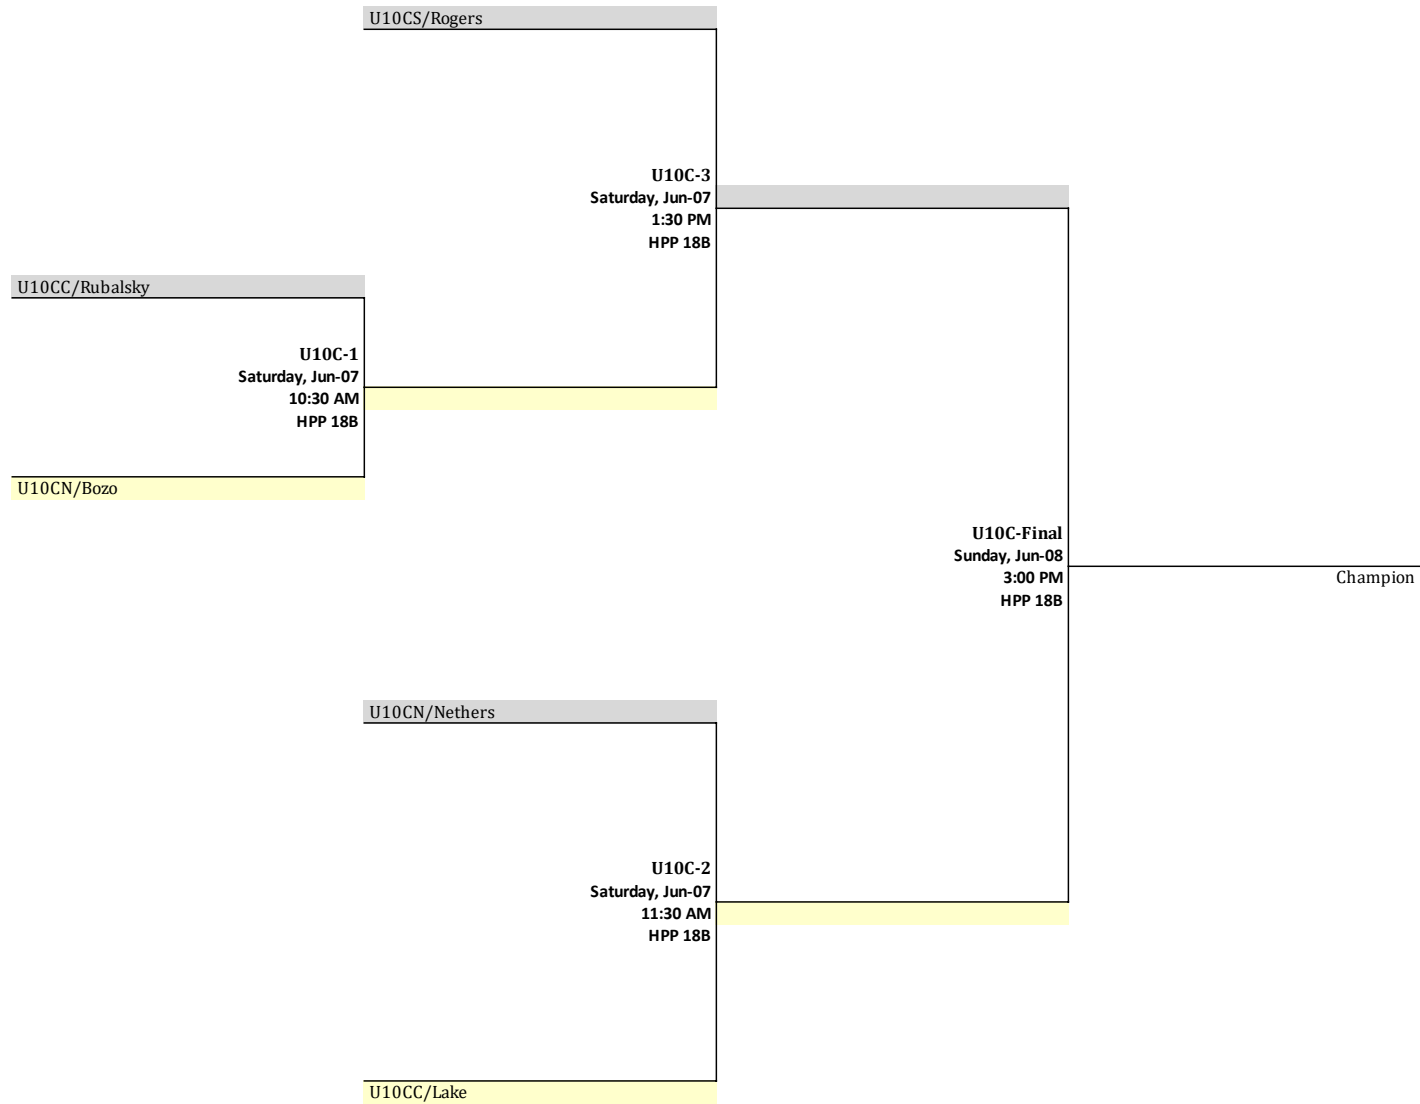 U10CS/Rogers
U10C-3
Saturday, Jun-07
1:30 PM
HPP 18B
U10CC/Rubalsky
U10C-1
Saturday, Jun-07
10:30 AM
HPP 18B
U10CN/Bozo
U10C-Final
Sunday, Jun-08
3:00 PM
HPP 18B
Champion
U10CN/Nethers
U10C-2
Saturday, Jun-07
11:30 AM
HPP 18B
U10CC/Lake